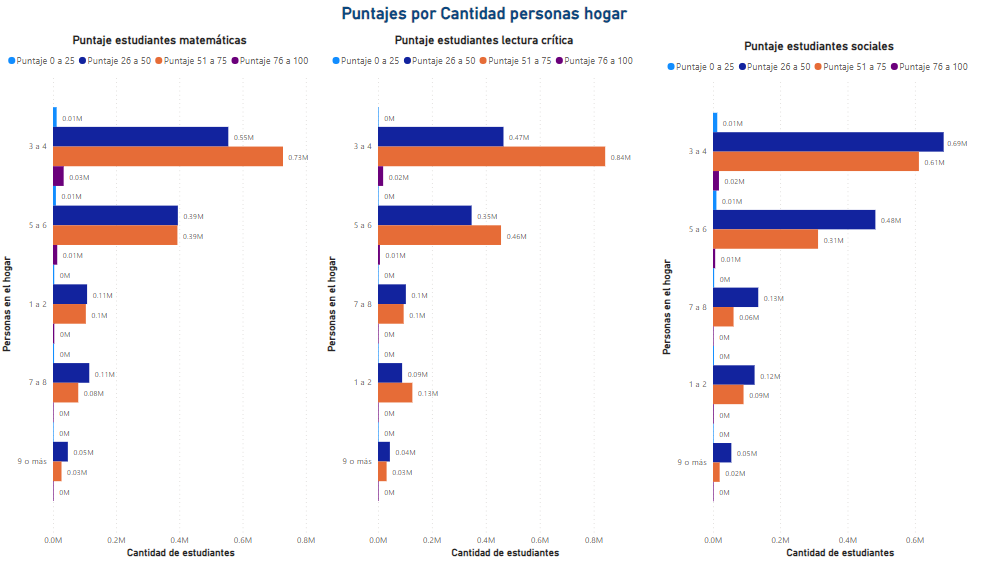 Puntajes por Cantidad personas hogar
Puntaje estudiantes matemáticas
Puntaje 0 a 25 Puntaje 26 a 50 Puntaje 51 a 75 Puntaje 76 a 100
Personas en el hogar
3 a 4
0.01M
0.55M
0.73M
0.03M
5 a 6
0.01M
0.39M
0.39M
0.01M
1 a 2
0M
0.11M
0.1M
0M
7 a 8
0M
0.11M
0.08M
0M
9 o más
0M
0.05M
0.03M
0M
0.0M 0.2M 0.4M 0.6M 0.8M
Cantidad de estudiantes
Puntaje estudiantes lectura crítica
Puntaje 0 a 25 Puntaje 26 a 50 Puntaje 51 a 75 Puntaje 76 a 100
Personas en el hogar
3 a 4
0M
0.47M
0.84M
0.02M
5 a 6
0M
0.35M
0.46M
0.01M
7 a 8
0M
0.1M
0.1M
0M
1 a 2
0M
0.09M
0.13M
0M
9 o más
0M
0.04M
0.03M
0M
0.0M 0.2M 0.4M 0.6M 0.8M
Cantidad de estudiantes
Puntaje estudiantes sociales
Puntaje 0 a 25 Puntaje 26 a 50 Puntaje 51 a 75 Puntaje 76 a 100
Personas en el hogar
3 a 4
0.01M
0.69M
0.61M
0.02M
5 a 6
0.01M
0.48M
0.31M
0.01M
7 a 8
0M
0.13M
0.06M
0M
1 a 2
0M
0.12M
0.09M
0M
9 o más
0M
0.05M
0.02M
0M
0.0M 0.2M 0.4M 0.6M
Cantidad de estudiantes